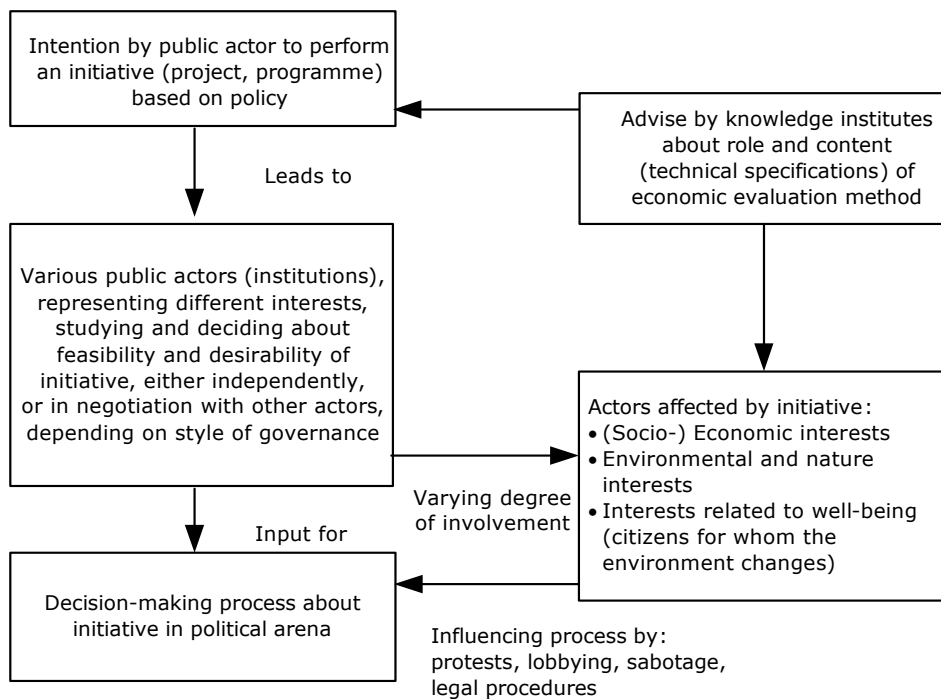 Intention by public actor to perform
an initiative (project, programme)
based on policy
Advise by knowledge institutes
about role and content
(technical specifications) of
economic evaluation method
Leads to
Various public actors (institutions),
representing different interests,
studying and deciding about
feasibility and desirability of
initiative, either independently,
or in negotiation with other actors,
depending on style of governance
Actors affected by initiative:
• (Socio-) Economic interests
• Environmental and nature
interests
• Interests related to well-being
(citizens for whom the
environment changes)
Varying degree
of involvement
Input for
Decision-making process about
initiative in political arena
Influencing process by:
protests, lobbying, sabotage,
legal procedures